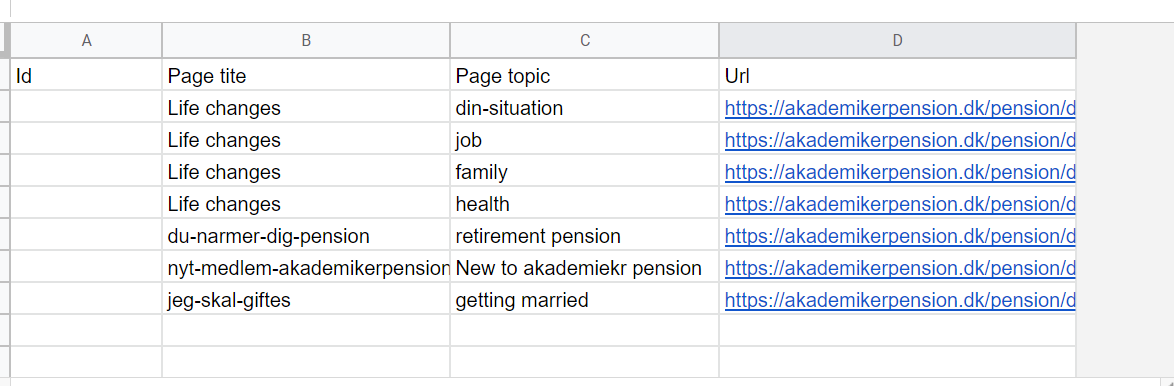 A B C D
Id Page tite Page topic Url
Life changes din-situation https://akademikerpension.dk/pension/d
Life changes job https://akademikerpension.dk/pension/d
Life changes family https://akademikerpension.dk/pension/d
Life changes health https://akademikerpension.dk/pension/d
du-narmer-dig-pension retirement pension https://akademikerpension.dk/pension/d
nyt-medlem-akademikerpension New to akademiekr pension https://akademikerpension.dk/pension/d
jeg-skal-giftes getting married https://akademikerpension.dk/pension/d